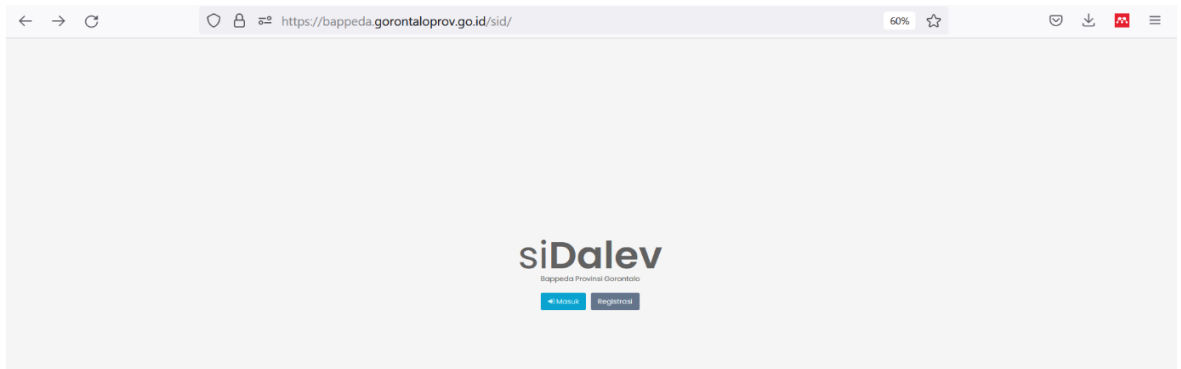 https://bappeda.gorontaloprov.go.id/sid/ 60%
siDalev
Bappeda Provinsi Gorontalo
Masuk Registrasi